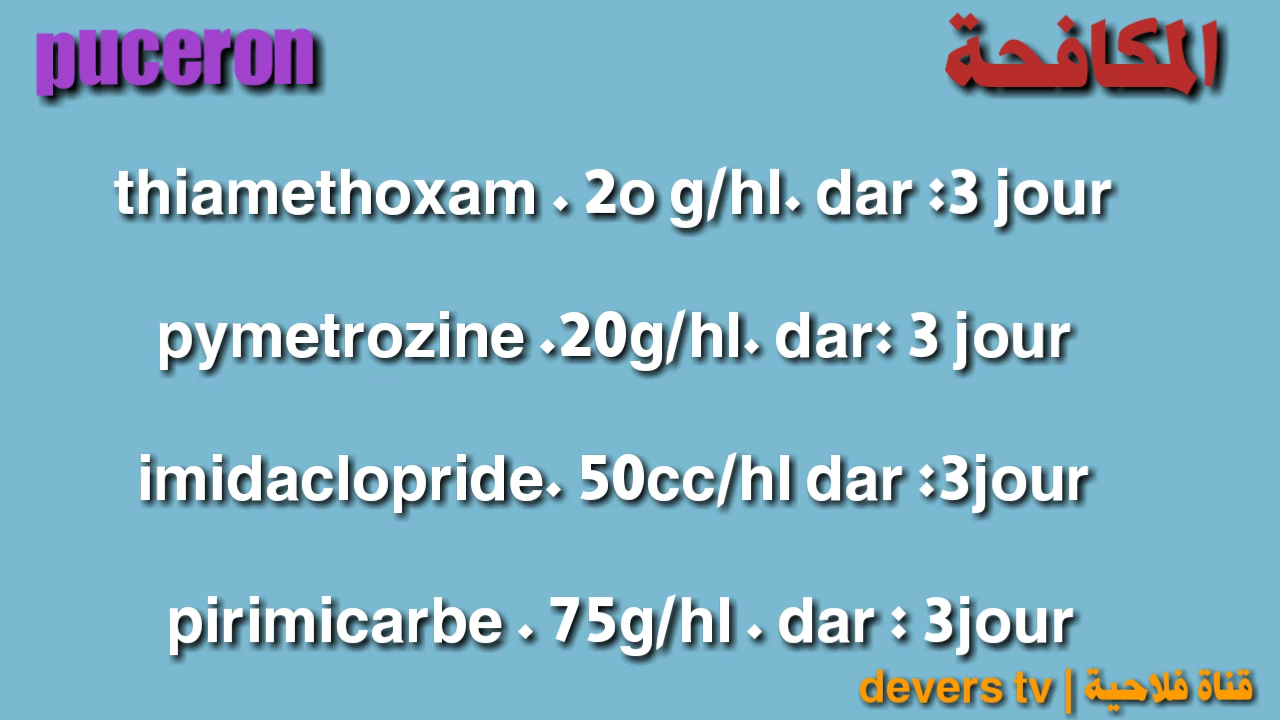 puceron
المكافحة
thiamethoxam . 2o g/hl. dar :3 jour
pymetrozine .20g/hl. dar: 3 jour
imidaclopride. 50cc/hl dar :3jour
pirimicarbe . 75g/hl . dar : 3jour
devers tv | قناة فلاحية